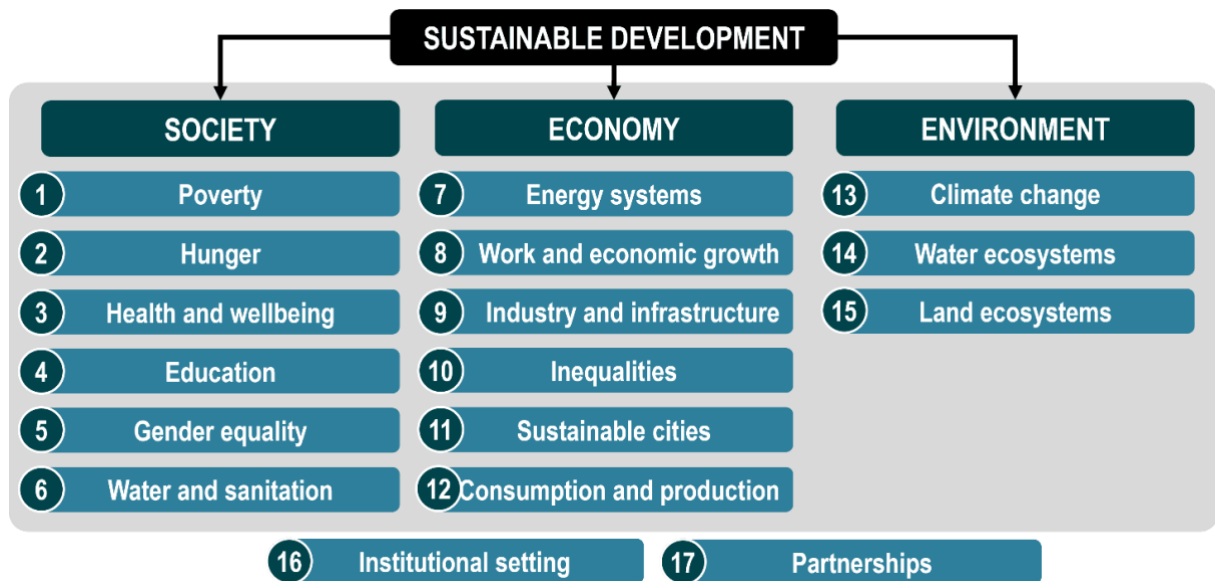 SUSTAINABLE DEVELOPMENT
SOCIETY
1 Poverty
2 Hunger
3 Health and wellbeing
4 Education
5 Gender equality
6 Water and sanitation
ECONOMY
7 Energy systems
8 Work and economic growth
9 Industry and infrastructure
10 Inequalities
11 Sustainable cities
12 Consumption and production
ENVIRONMENT
13 Climate change
14 Water ecosystems
15 Land ecosystems
16 Institutional setting
17 Partnerships